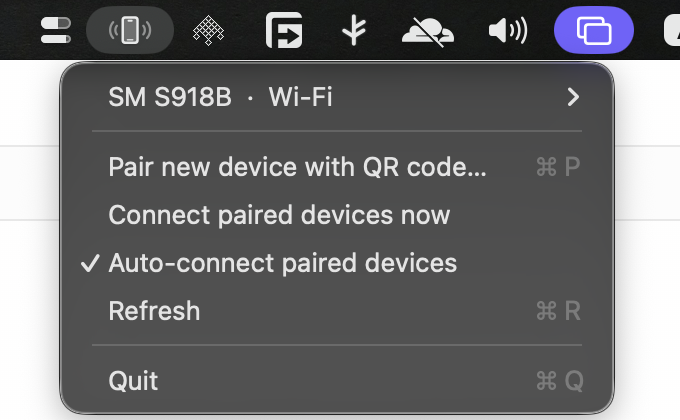 SM S918B · Wi-Fi
Pair new device with QR code... ⌘ P
Connect paired devices now
✓ Auto-connect paired devices
Refresh ⌘ R
Quit ⌘ Q